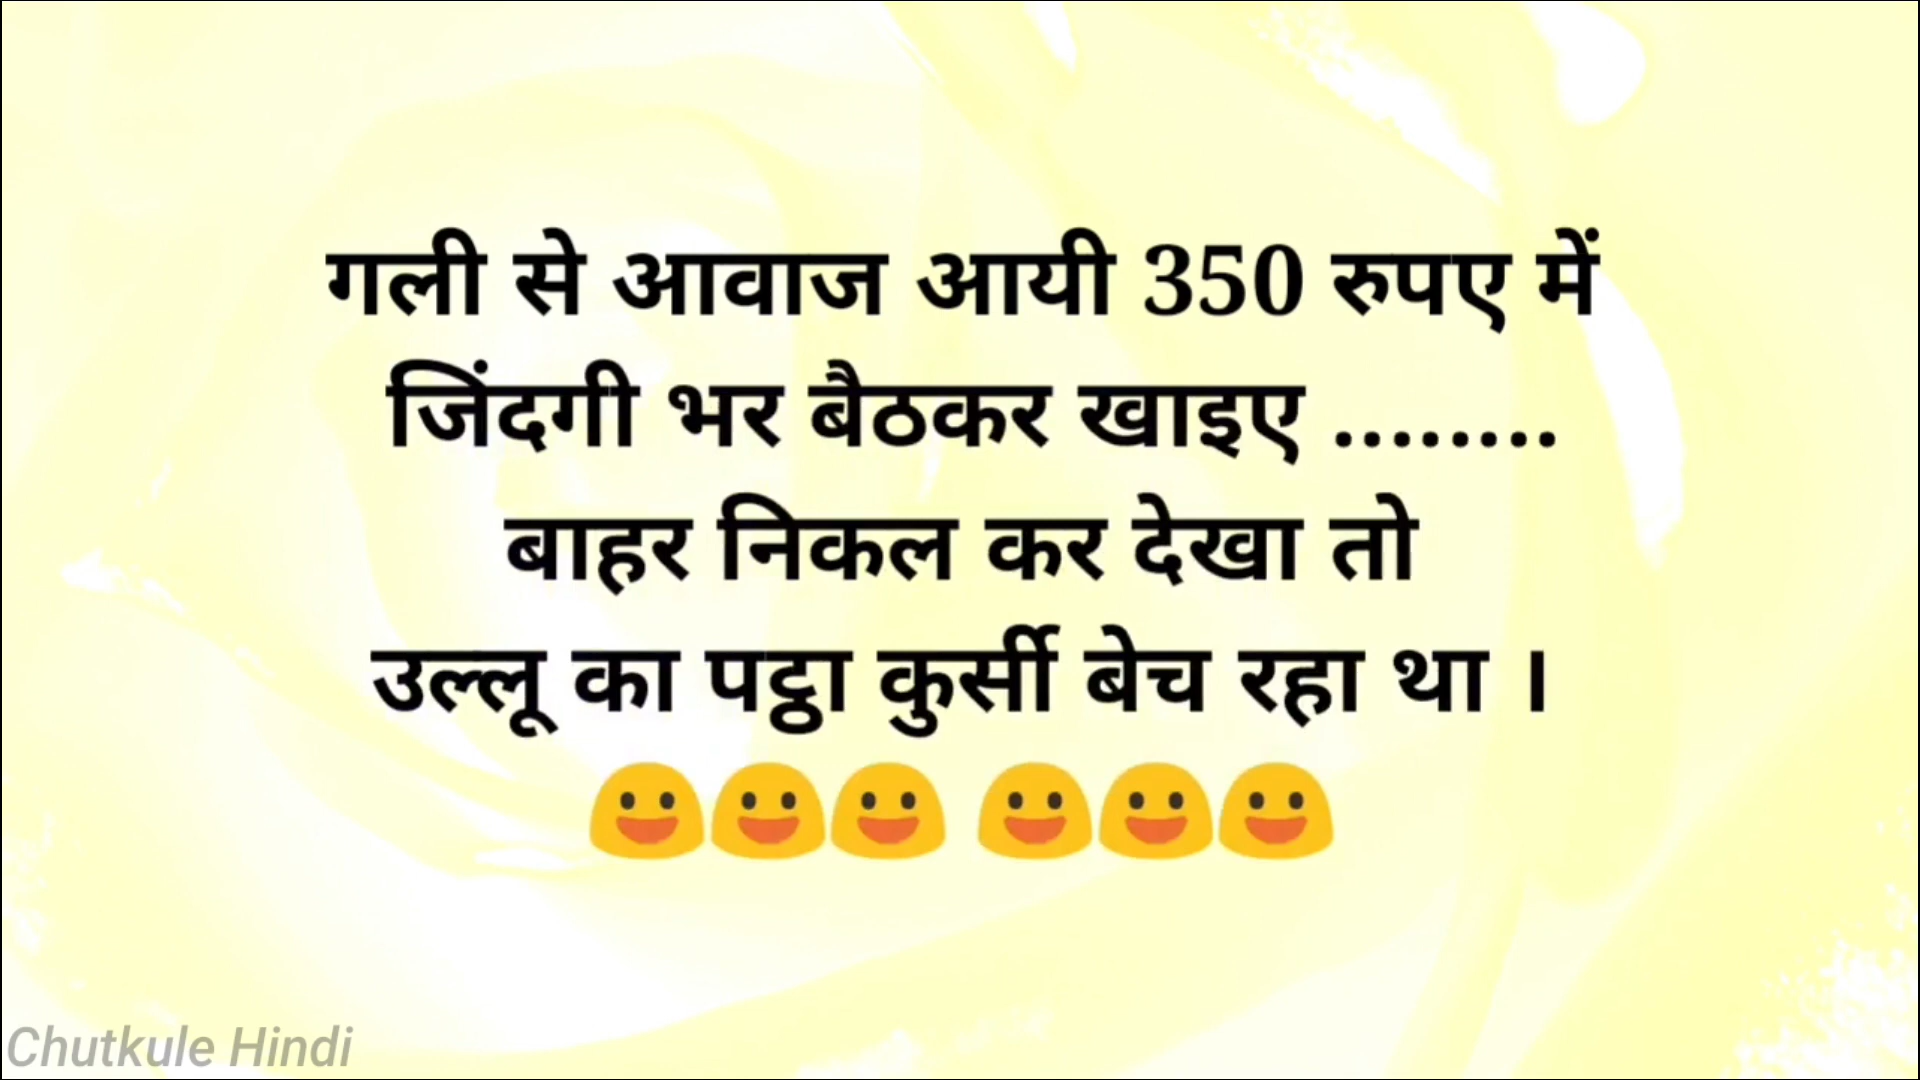 गली से आवाज आयी 350 रुपए में
जिंदगी भर बैठकर खाइए ........
बाहर निकल कर देखा तो
उल्लू का पट्ठा कुर्सी बेच रहा था ।
😃😃😃 😃😃😃
Chutkule Hindi